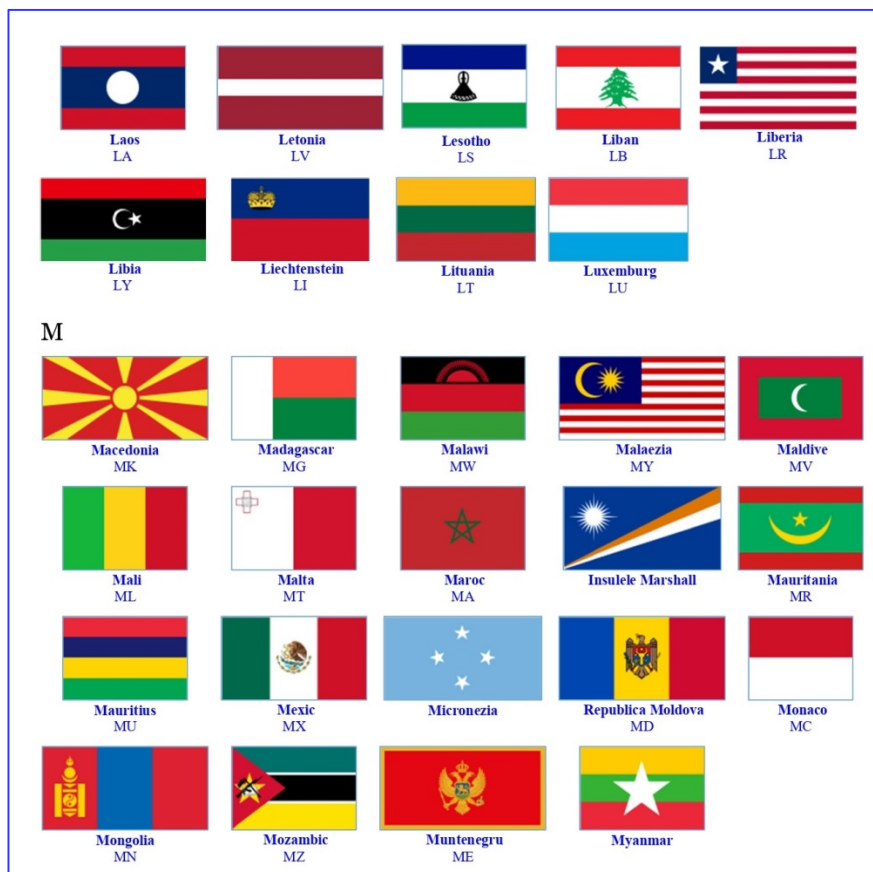 Laos
LA
Letonia
LV
Lesotho
LS
Liban
LB
Liberia
LR
Libia
LY
Liechtenstein
LI
Lituania
LT
Luxemburg
LU
M
Macedonia
MK
Madagascar
MG
Malawi
MW
Malaezia
MY
Maldive
MV
Mali
ML
Malta
MT
Maroc
MA
Insulele Marshall
Mauritania
MR
Mauritius
MU
Mexic
MX
Micronezia
Republica Moldova
MD
Monaco
MC
Mongolia
MN
Mozambic
MZ
Muntenegru
ME
Myanmar